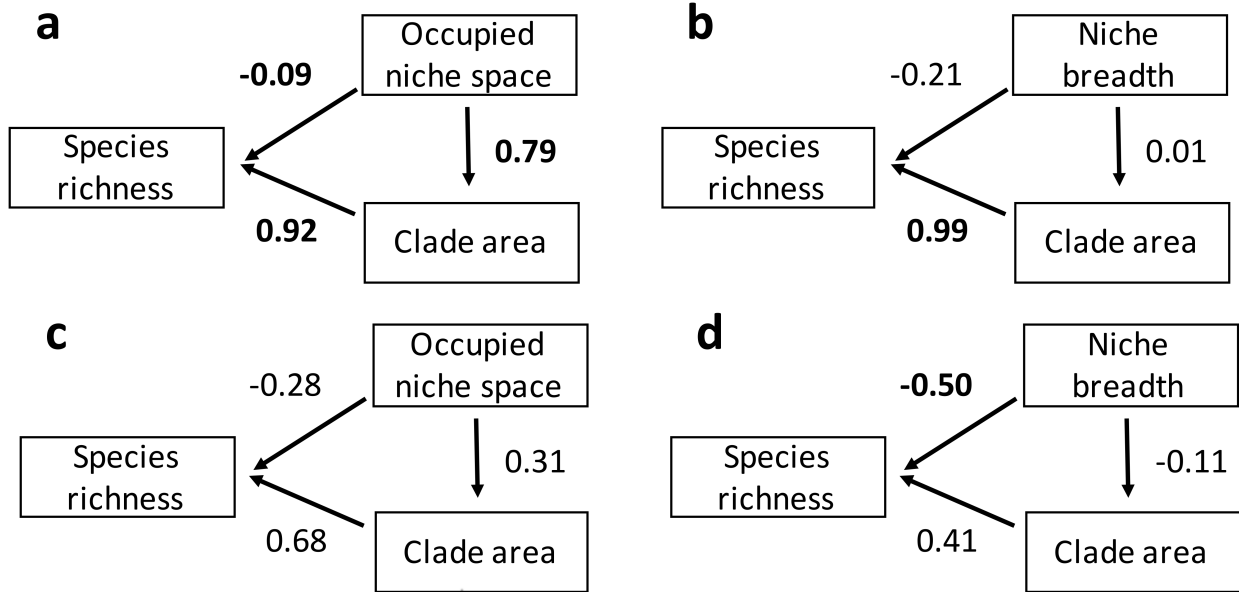 a
Occupied
niche space
-0.09
Species
richness
0.79
0.92
Clade area
b
Niche
breadth
-0.21
Species
richness
0.01
0.99
Clade area
c
Occupied
niche space
-0.28
Species
richness
0.31
0.68
Clade area
d
Niche
breadth
-0.50
Species
richness
-0.11
0.41
Clade area